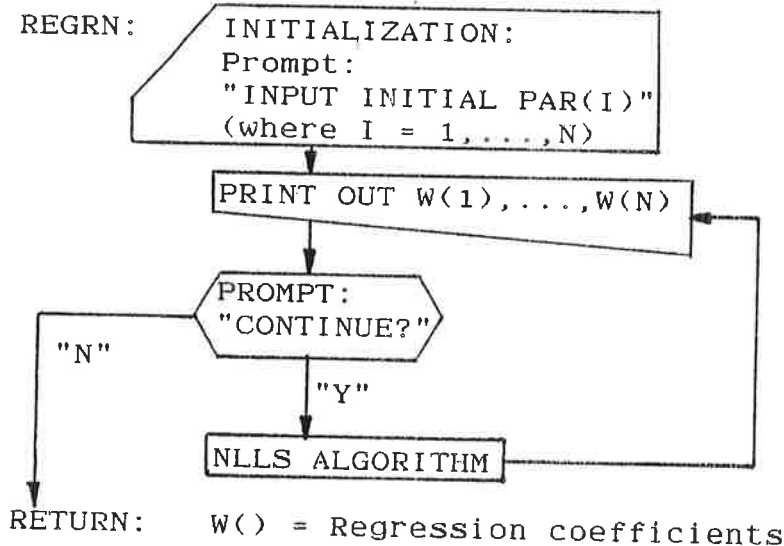 REGRN:
INITIALIZATION:
Prompt:
"INPUT INITIAL PAR(I)"
(where I = 1,...,N)
PRINT OUT W(1),...,W(N)
PROMPT:
"CONTINUE?"
"N"
"Y"
NLLS ALGORITHM
RETURN: W() = Regression coefficients